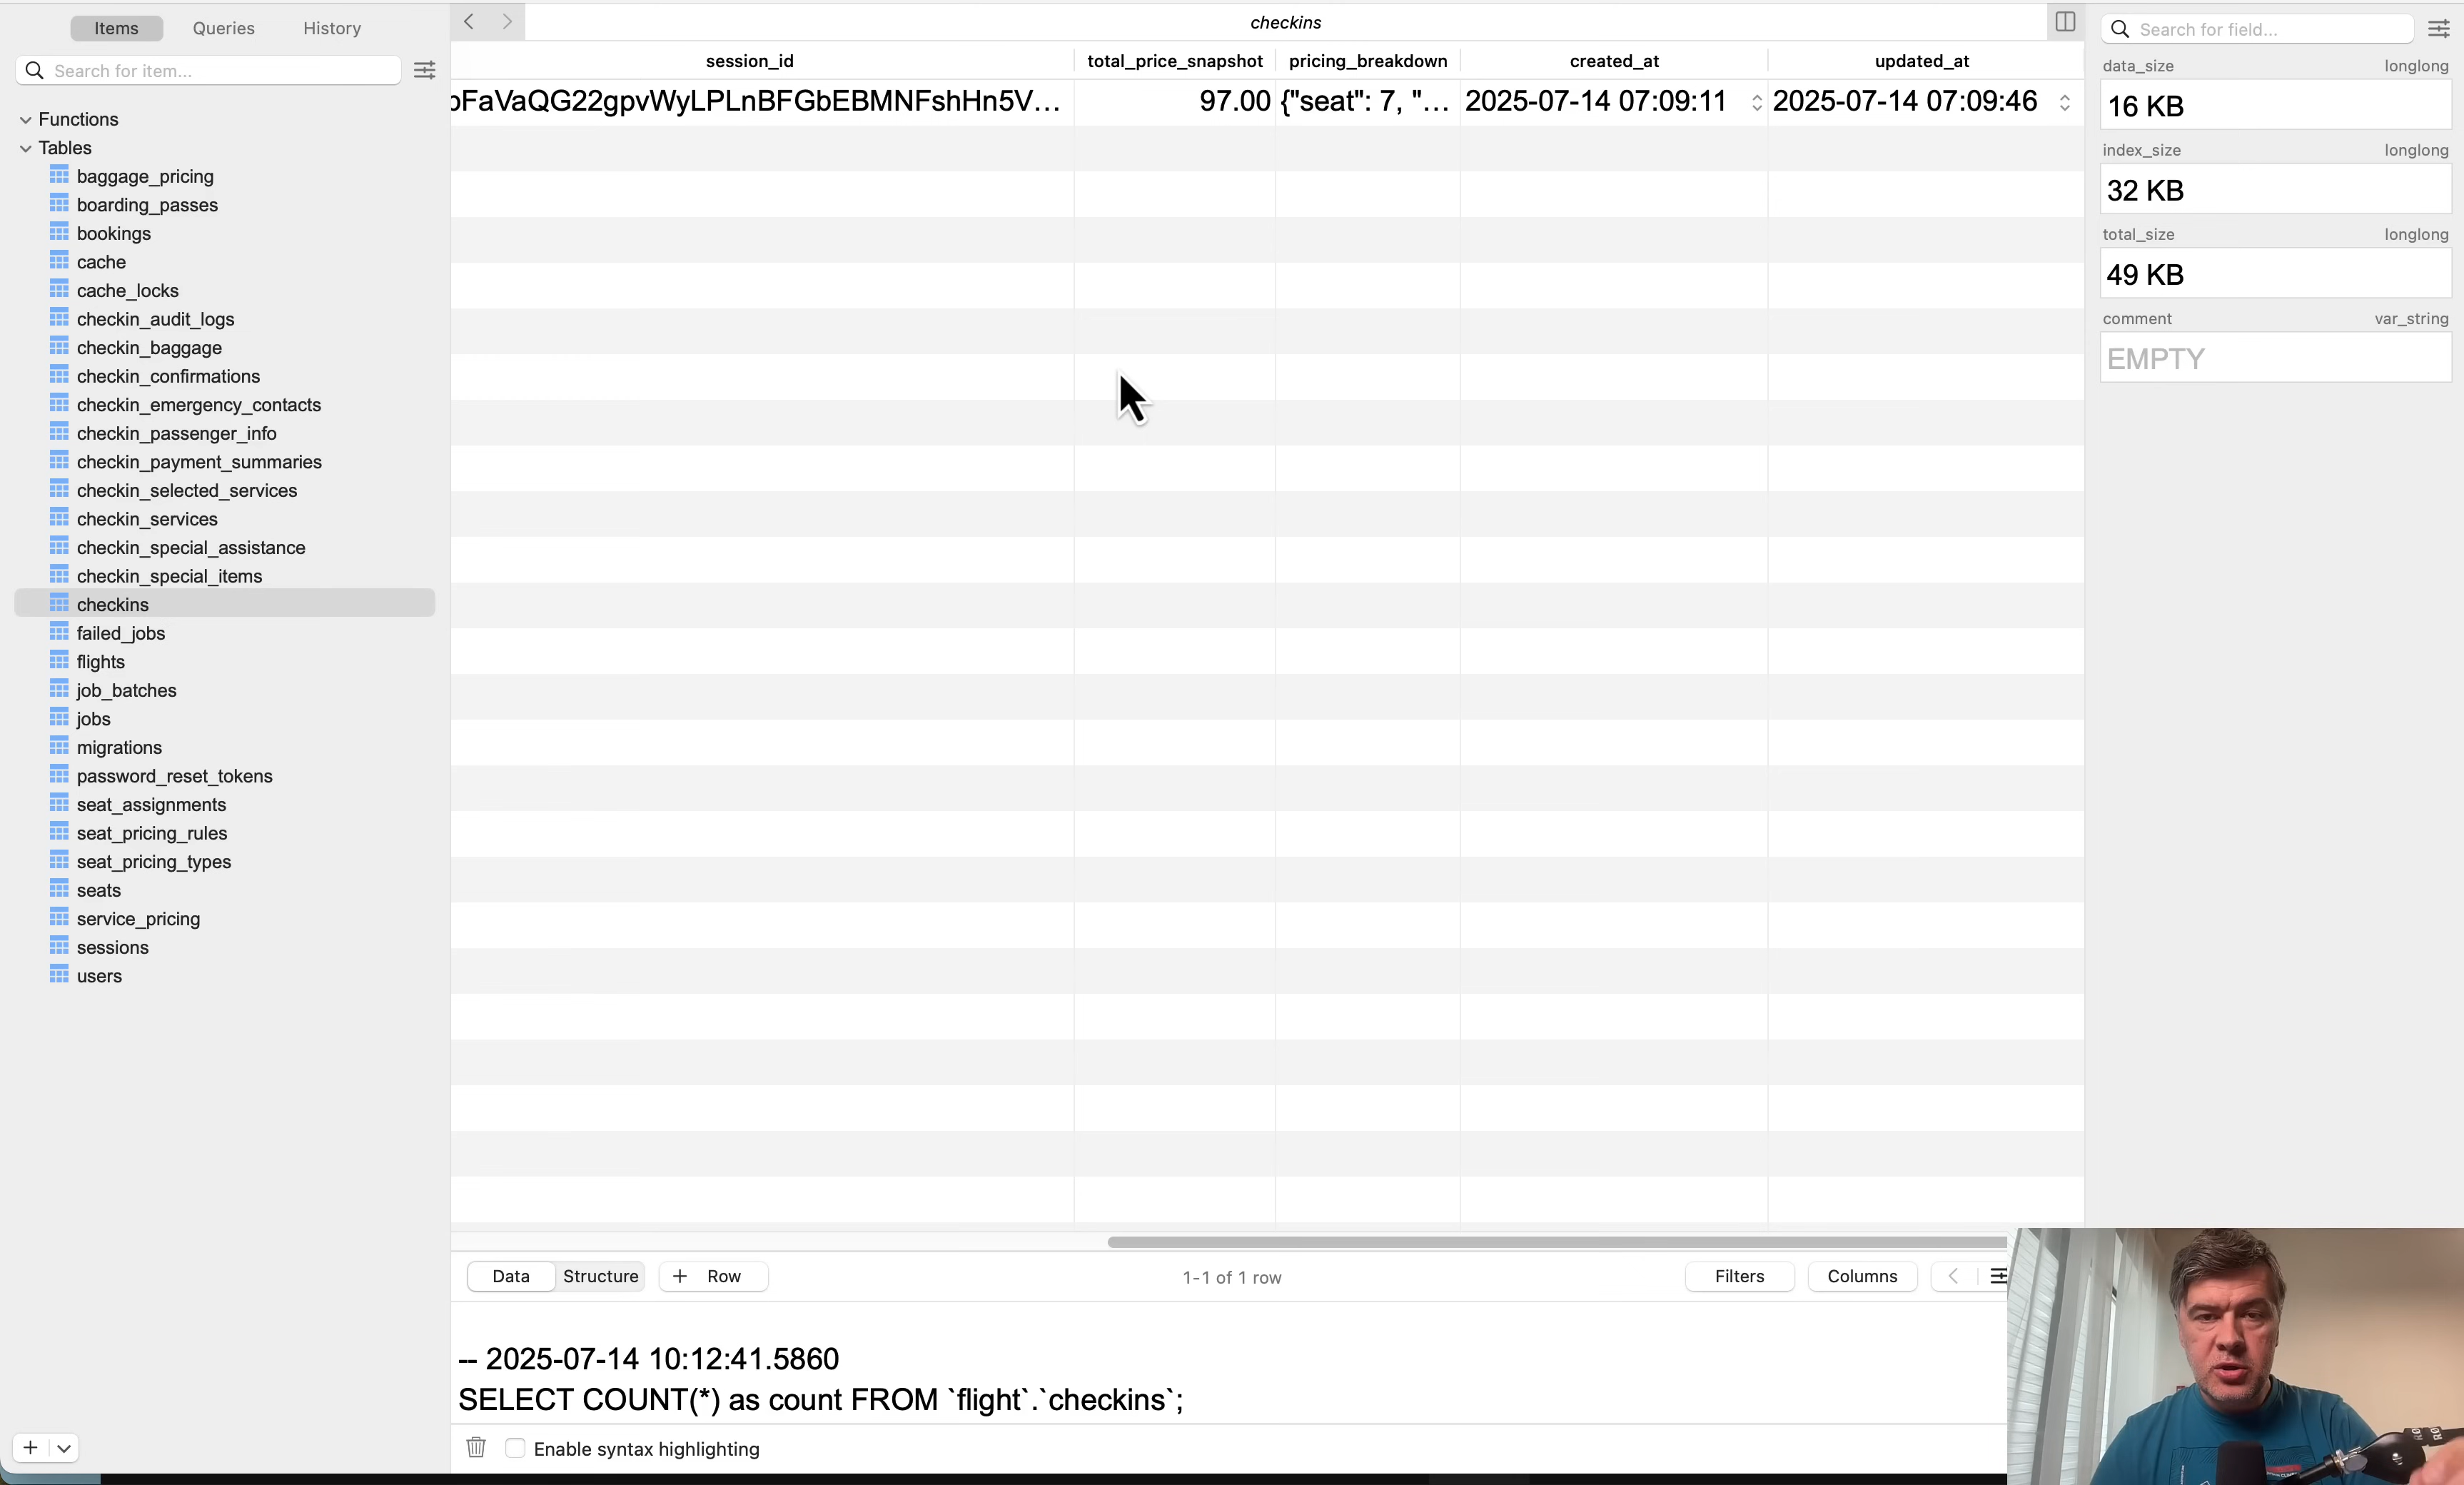 Items Queries History
Search for item...
Functions
Tables
baggage_pricing
boarding_passes
bookings
cache
cache_locks
checkin_audit_logs
checkin_baggage
checkin_confirmations
checkin_emergency_contacts
checkin_passenger_info
checkin_payment_summaries
checkin_selected_services
checkin_services
checkin_special_assistance
checkin_special_items
checkins
failed_jobs
flights
job_batches
jobs
migrations
password_reset_tokens
seat_assignments
seat_pricing_rules
seat_pricing_types
seats
service_pricing
sessions
users
checkins
session_id total_price_snapshot pricing_breakdown created_at updated_at
FaVaQG22gpvWyLPLnBFGbEBMNFshHn5V... 97.00 {"seat": 7, "... 2025-07-14 07:09:11 2025-07-14 07:09:46
Data Structure + Row 1-1 of 1 row Filters Columns
-- 2025-07-14 10:12:41.5860
SELECT COUNT(*) as count FROM `flight`.`checkins`;
Enable syntax highlighting
Search for field...
data_size longlong
16 KB
index_size longlong
32 KB
total_size longlong
49 KB
comment var_string
EMPTY